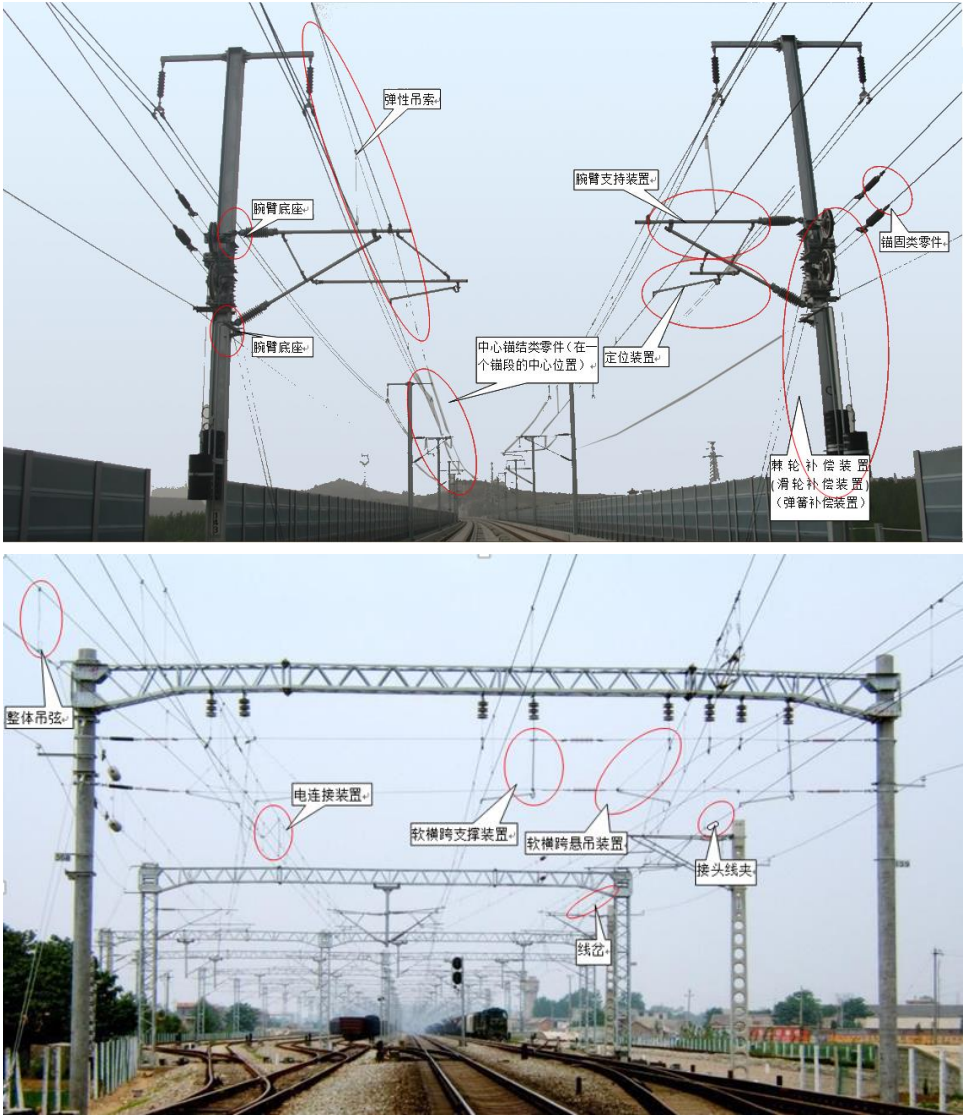 弹性吊索
腕臂支持装置
腕臂底座
锚固类零件
腕臂底座
中心锚结类零件(在一
个锚段的中心位置)
定位装置
棘轮补偿装置
(滑轮补偿装置)
(弹簧补偿装置)
整体吊弦
电连接装置
软横跨支撑装置
软横跨悬吊装置
接头线夹
线岔